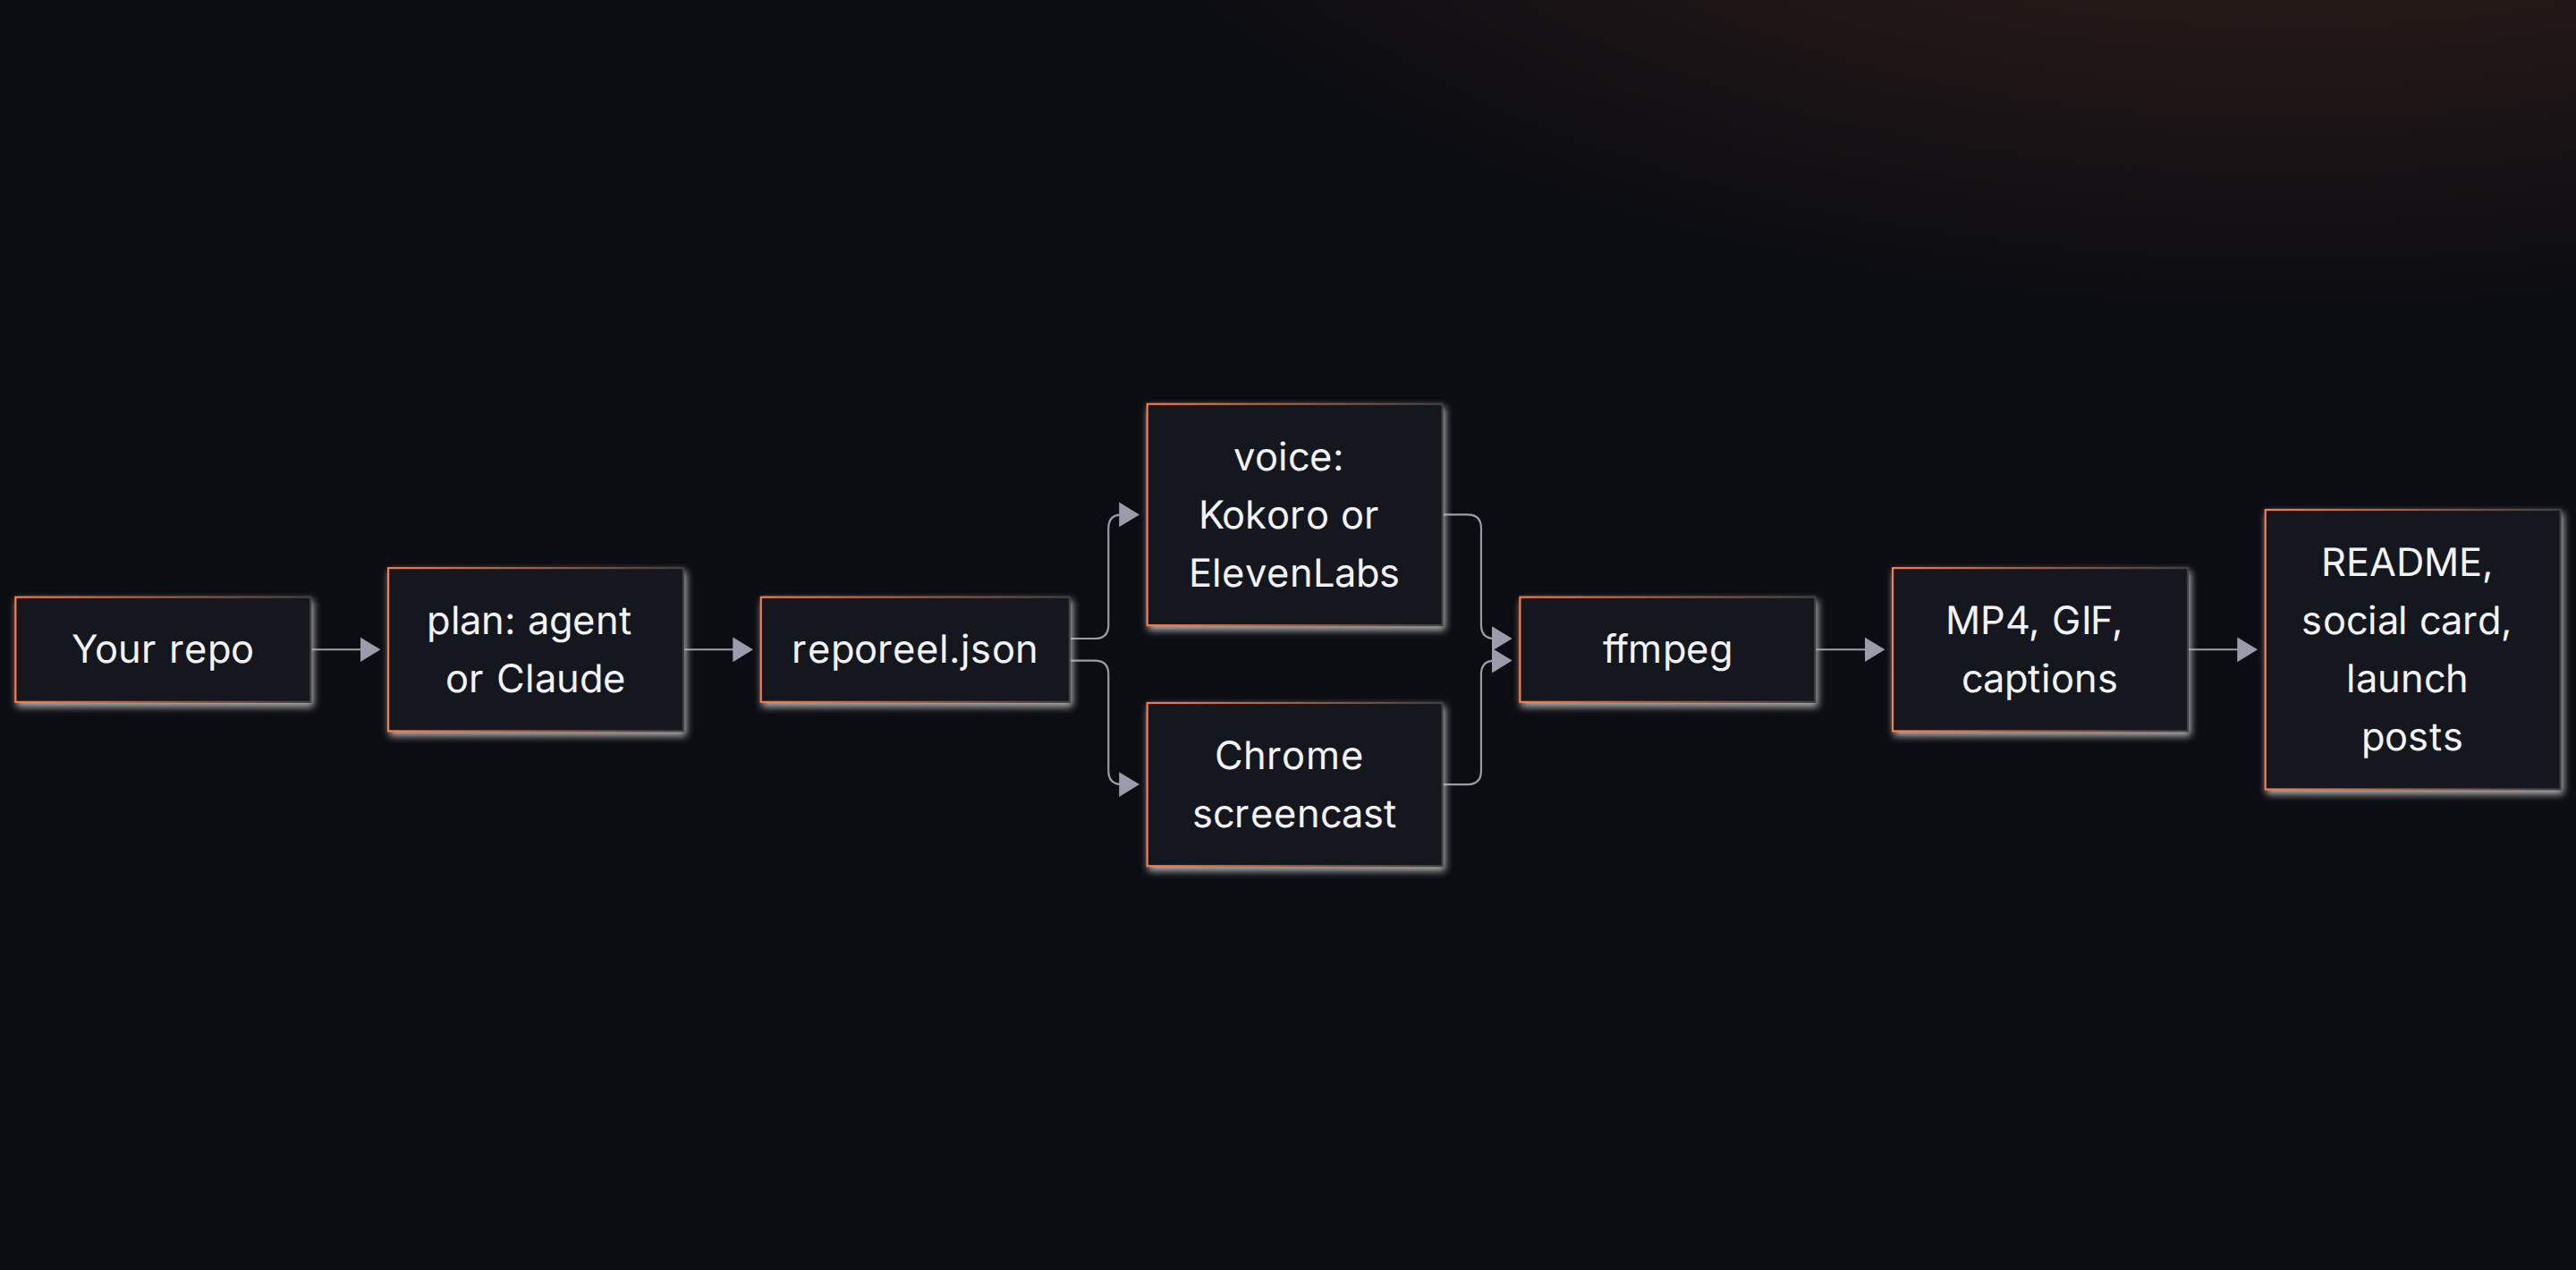 Your repo
plan: agent
or Claude
reporeel.json
voice:
Kokoro or
ElevenLabs
Chrome
screencast
ffmpeg
MP4, GIF,
captions
README,
social card,
launch
posts